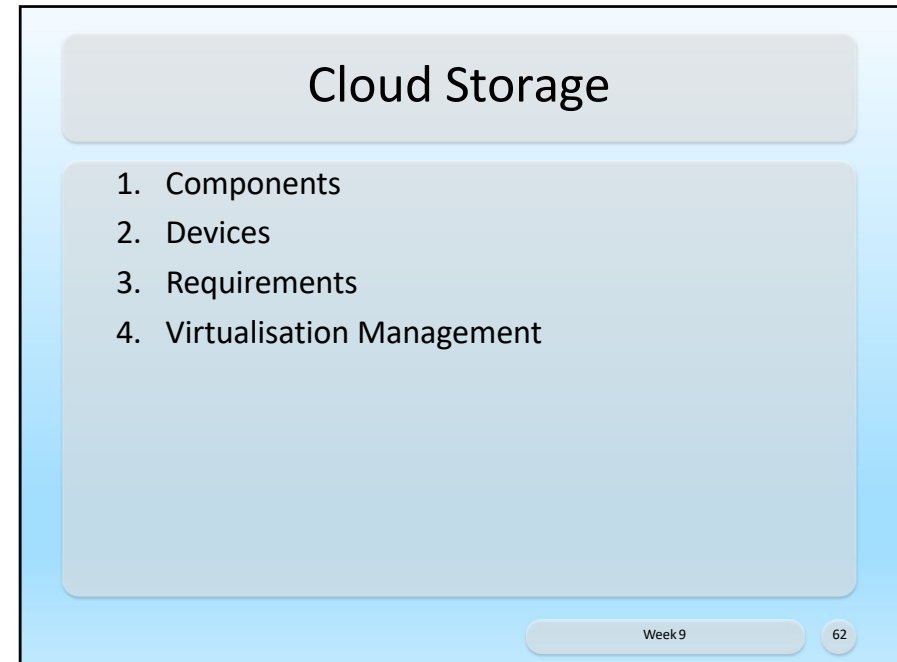 Cloud Storage
1. Components
2. Devices
3. Requirements
4. Virtualisation Management
Week 9
62